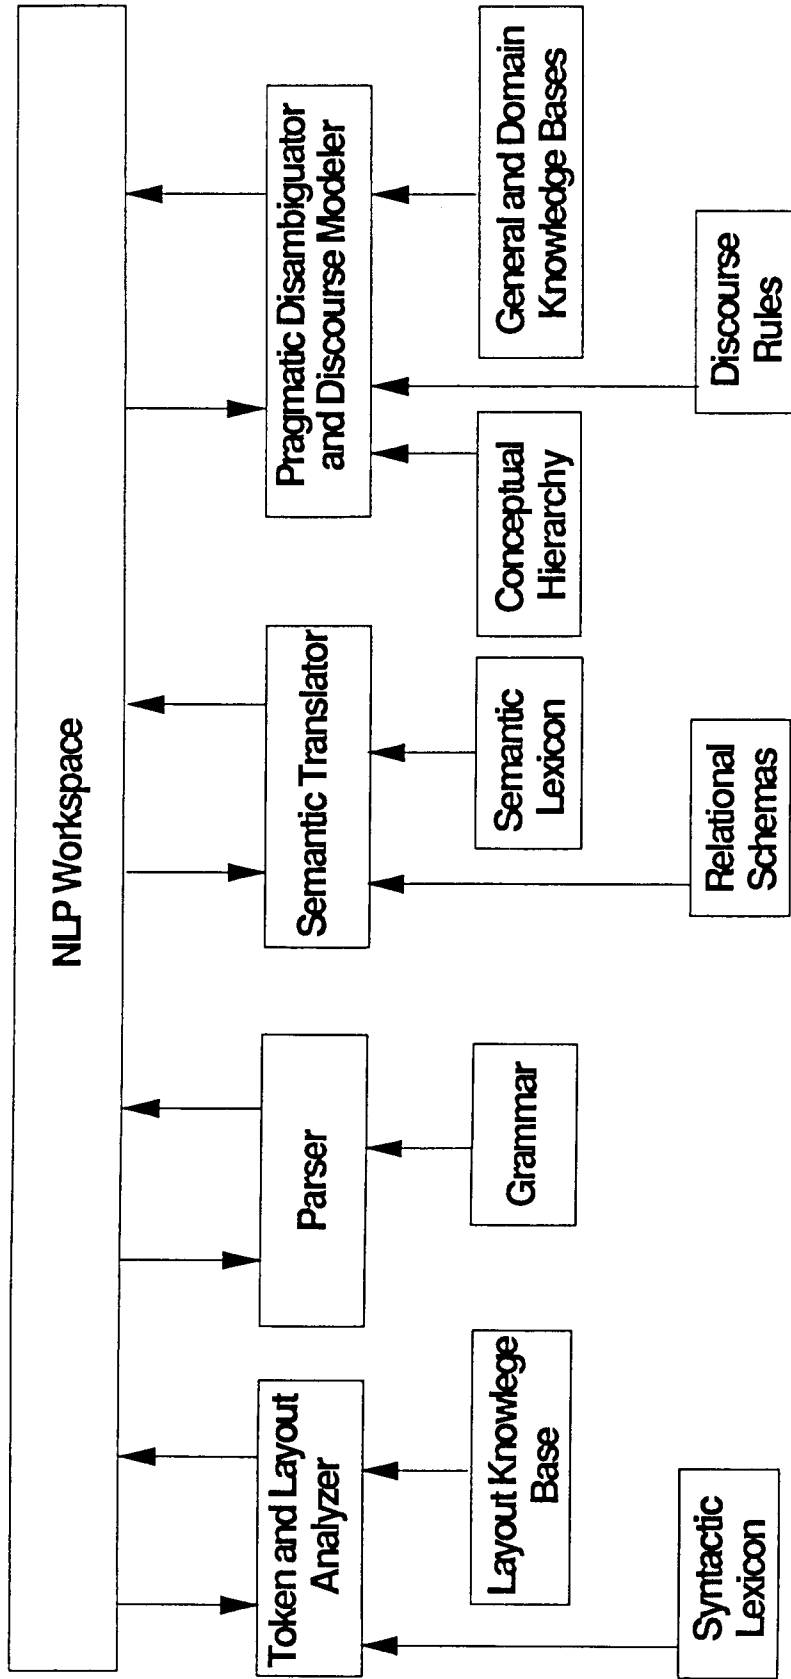 NLP Workspace
Token and Layout
Analyzer
Parser
Semantic Translator
Pragmatic Disambiguator
and Discourse Modeler
Layout Knowlege
Base
Grammar
Semantic
Lexicon
Conceptual
Hierarchy
General and Domain
Knowledge Bases
Syntactic
Lexicon
Relational
Schemas
Discourse
Rules